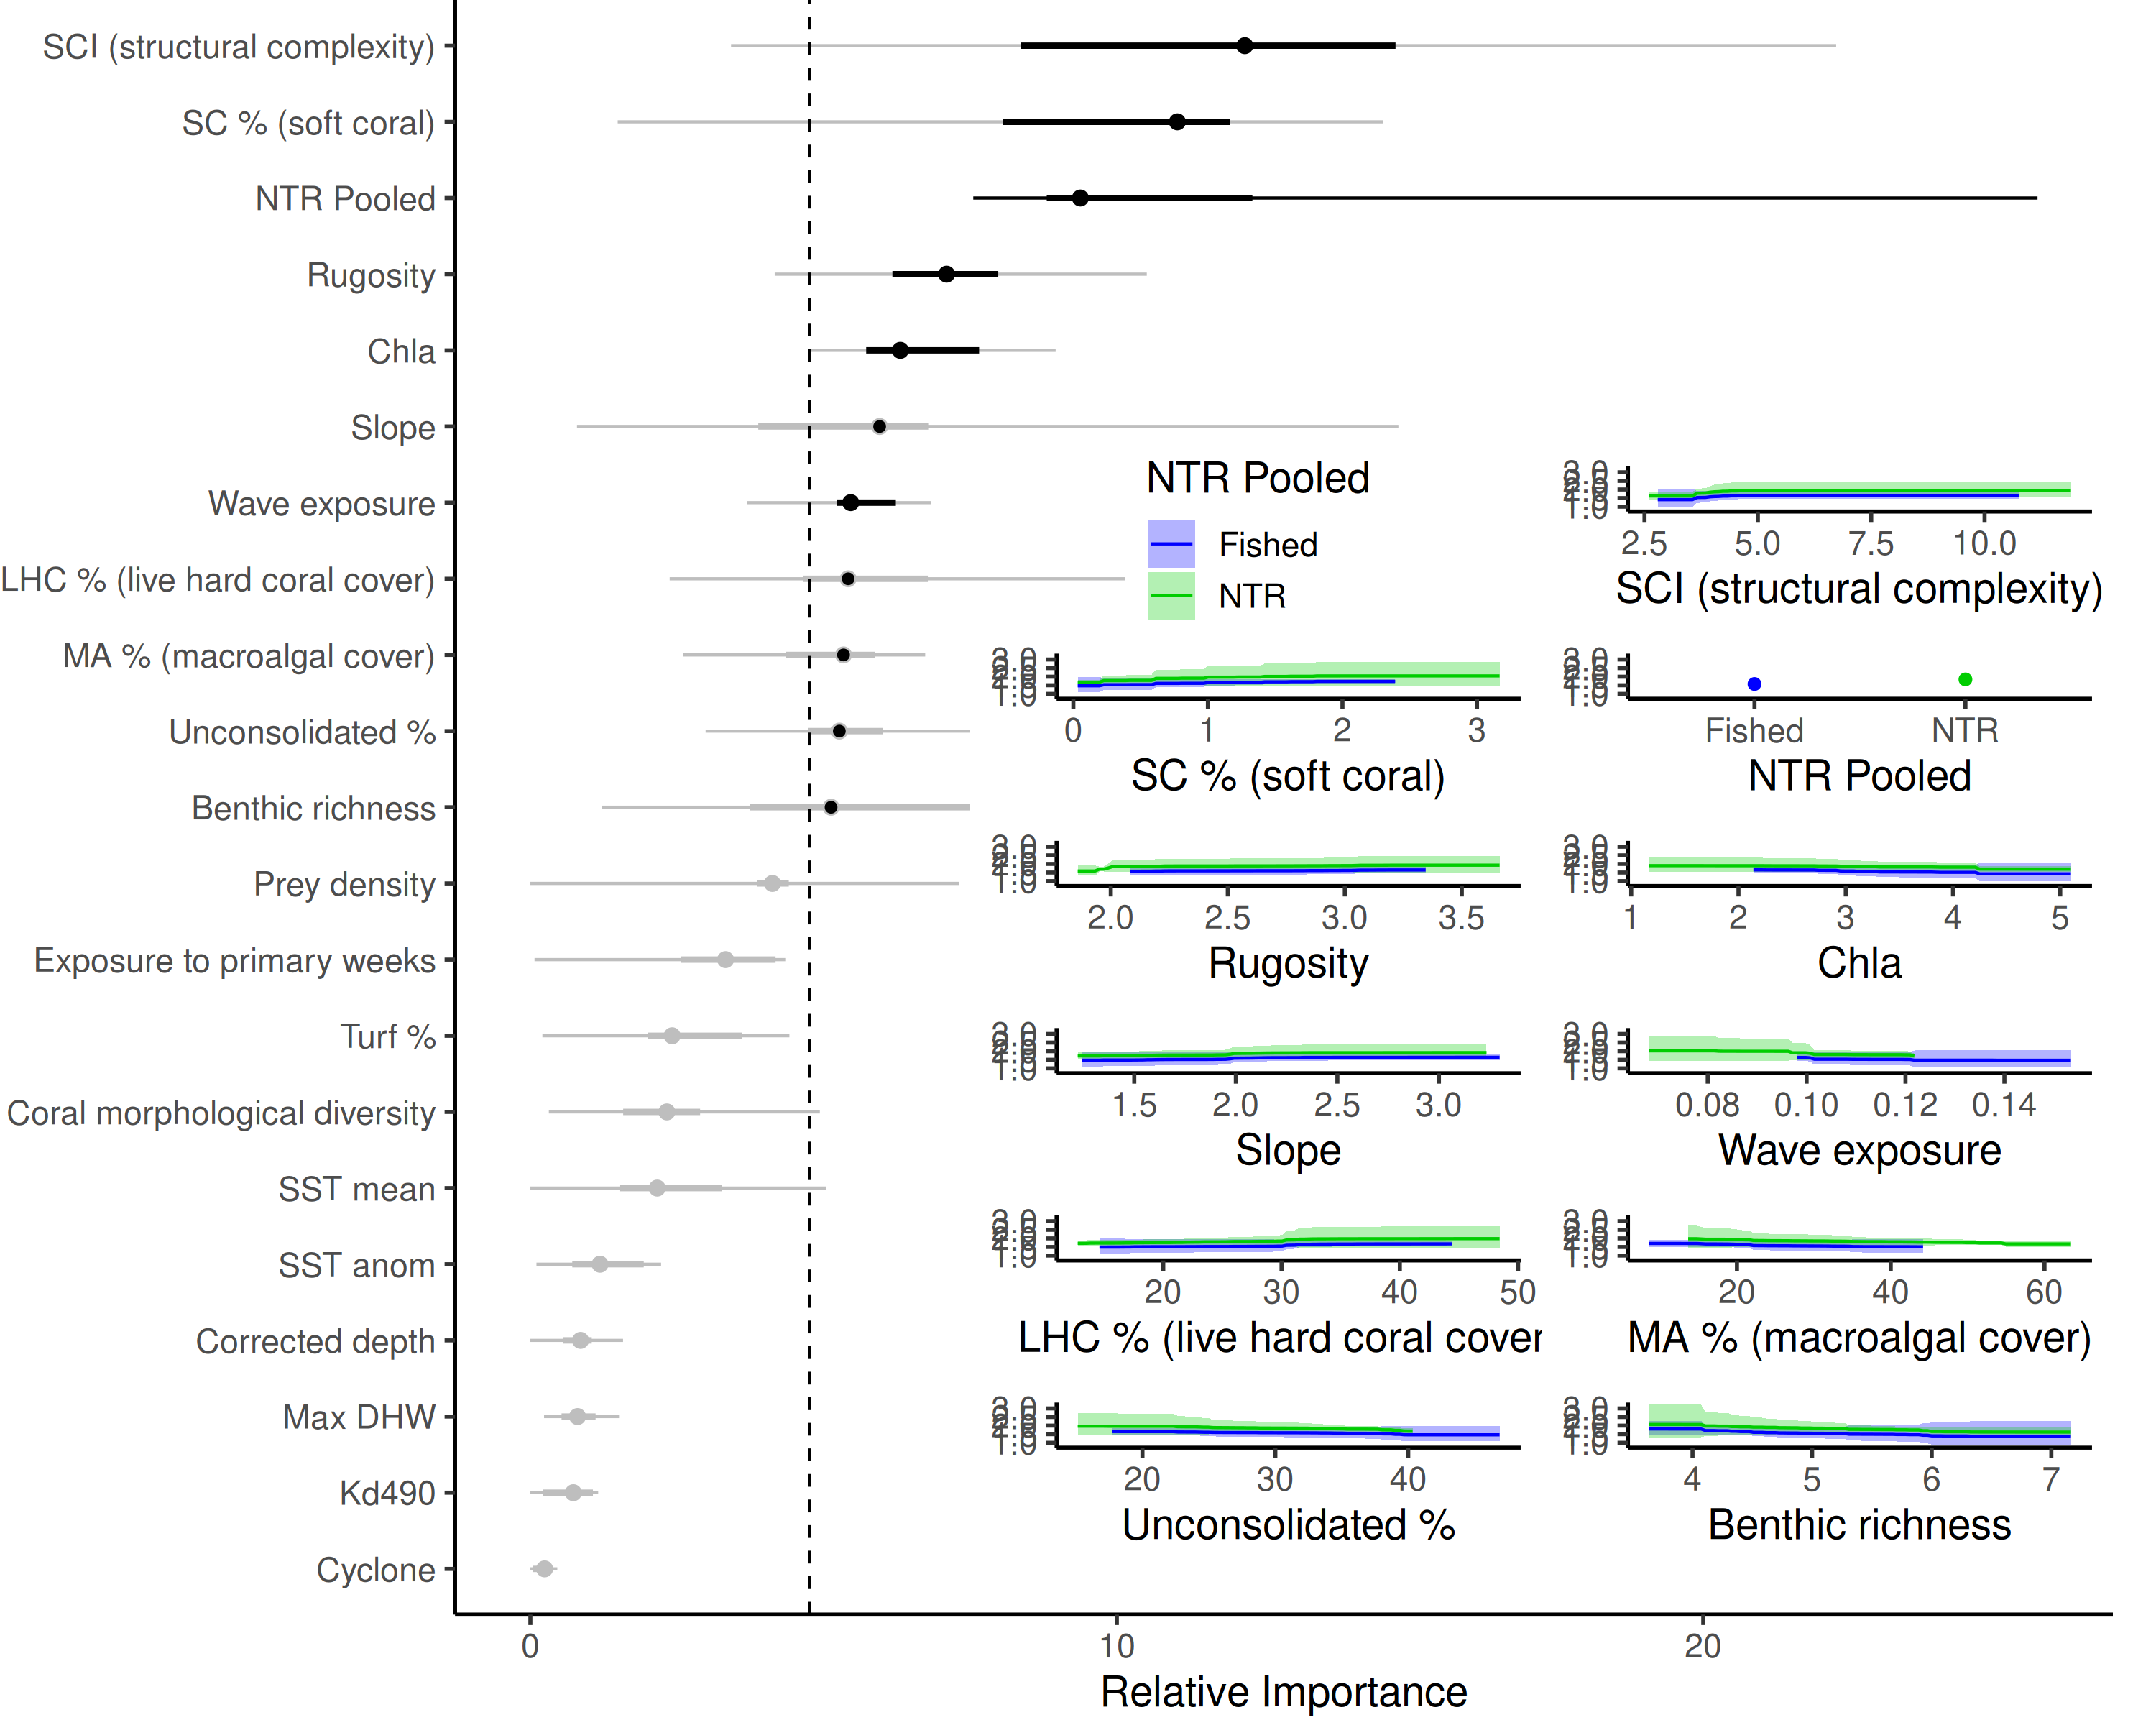 SCI (structural complexity)
SC % (soft coral)
NTR Pooled
Rugosity
Chla
Slope
Wave exposure
LHC % (live hard coral cover)
MA % (macroalgal cover)
Unconsolidated %
Benthic richness
Prey density
Exposure to primary weeks
Turf %
Coral morphological diversity
SST mean
SST anom
Corrected depth
Max DHW
Kd490
Cyclone
0 10 20
Relative Importance
NTR Pooled
Fished
NTR
2.5 5.0 7.5 10.0
SCI (structural complexity)
0 1 2 3
SC % (soft coral)
Fished NTR
NTR Pooled
2.0 2.5 3.0 3.5
Rugosity
1 2 3 4 5
Chla
1.5 2.0 2.5 3.0
Slope
0.08 0.10 0.12 0.14
Wave exposure
20 30 40 50
LHC % (live hard coral cover
20 40 60
MA % (macroalgal cover)
20 30 40
Unconsolidated %
4 5 6 7
Benthic richness